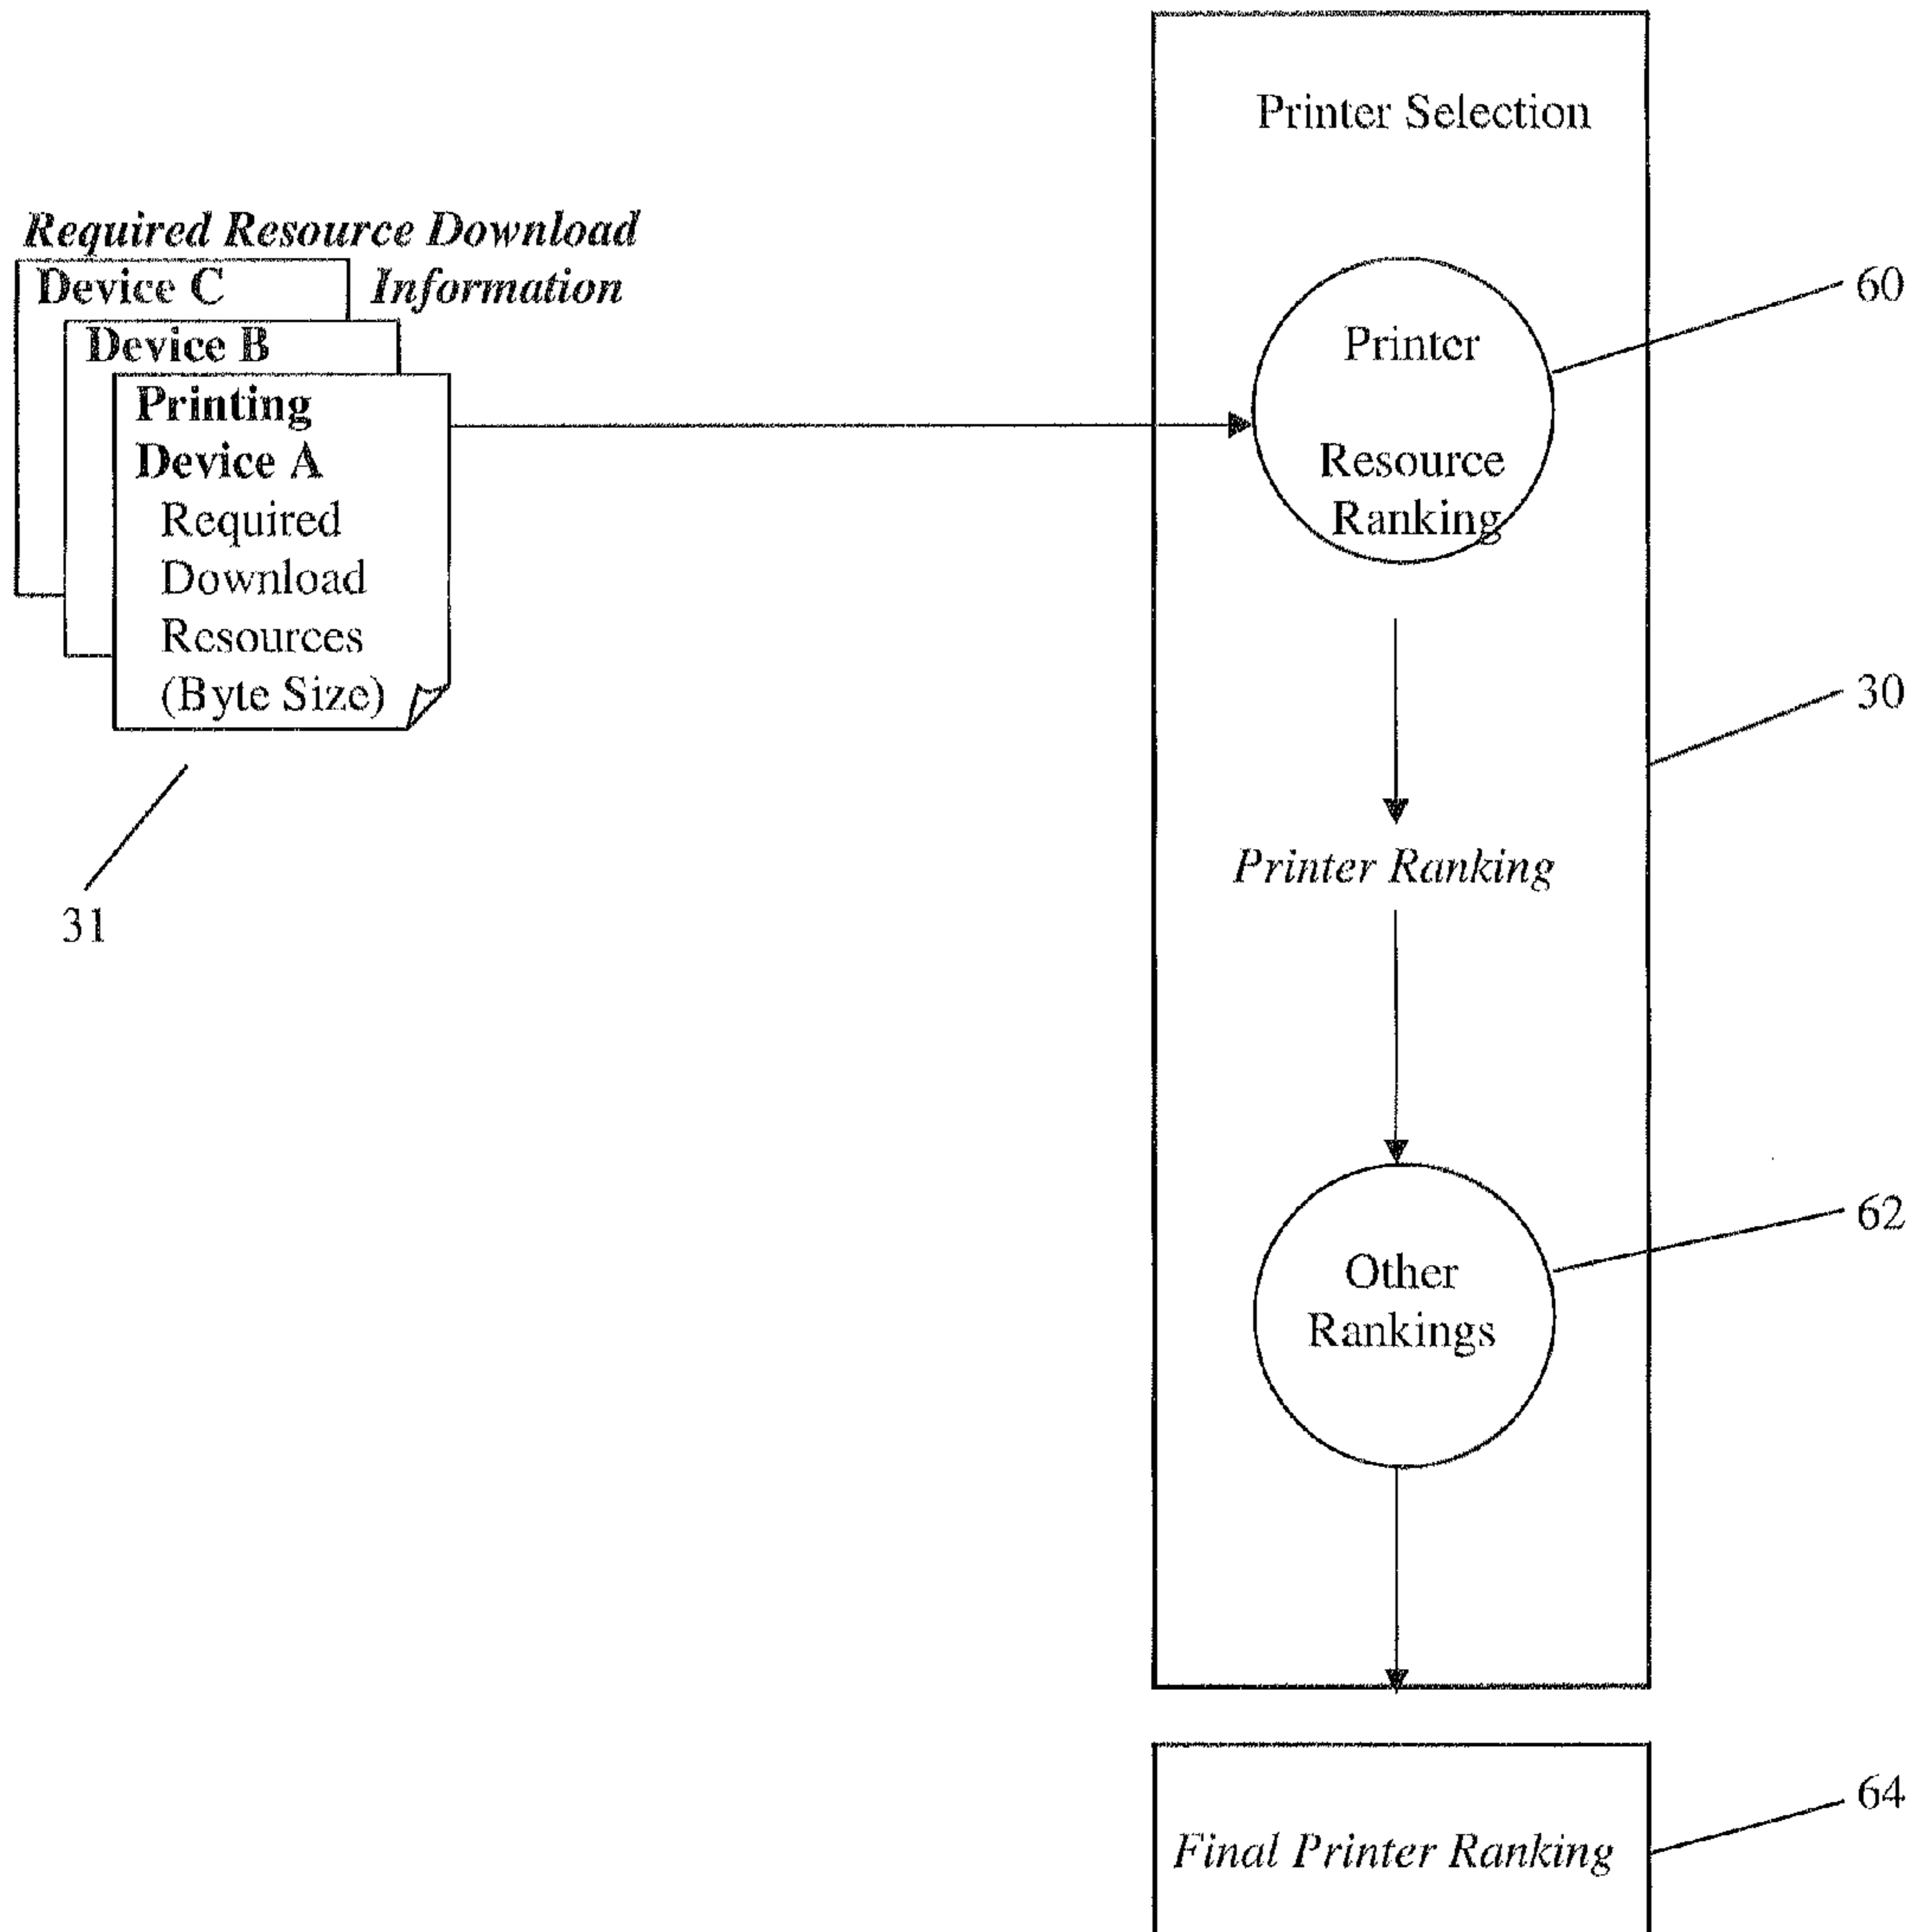 Printer Selection
Required Resource Download
Information
Device C
Device B
Printing
Device A
Required
Download
Resources
(Byte Size)
31
Printer
Resource
Ranking
60
30
Printer Ranking
62
Other
Rankings
64
Final Printer Ranking